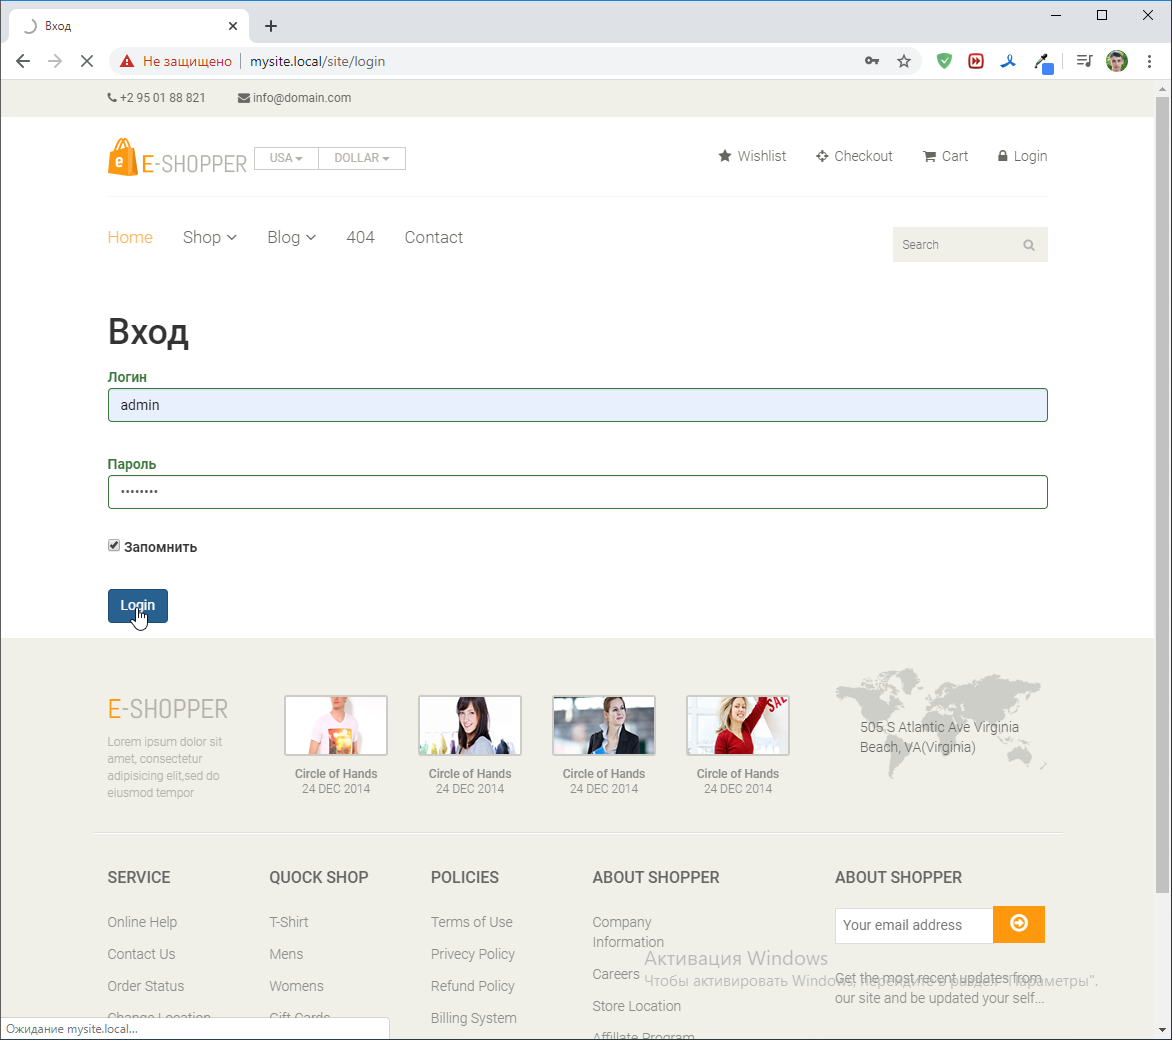 Вход
Не защищено
mysite.local/site/login
+2 95 01 88 821
info@domain.com
e
E-SHOPPER
USA
DOLLAR
Wishlist
Checkout
Cart
Login
Home
Shop
Blog
404
Contact
Search
Вход
Логин
admin
Пароль
••••••••
Запомнить
Login
E-SHOPPER
Lorem ipsum dolor sit
amet, consectetur
adipisicing elit,sed do
eiusmod tempor
Circle of Hands
24 DEC 2014
Circle of Hands
24 DEC 2014
Circle of Hands
24 DEC 2014
SALE
Circle of Hands
24 DEC 2014
505 S Atlantic Ave Virginia
Beach, VA(Virginia)
SERVICE
Online Help
Contact Us
Order Status
Change Location
QUOCK SHOP
T-Shirt
Mens
Womens
Gift Cards
POLICIES
Terms of Use
Privecy Policy
Refund Policy
Billing System
ABOUT SHOPPER
Company
Information
Careers
Store Location
Affillate Program
ABOUT SHOPPER
Your email address
Get the most recent updates from
our site and be updated your self...
Активация Windows
Чтобы активировать Windows, перейдите в раздел "Параметры".
Ожидание mysite.local...